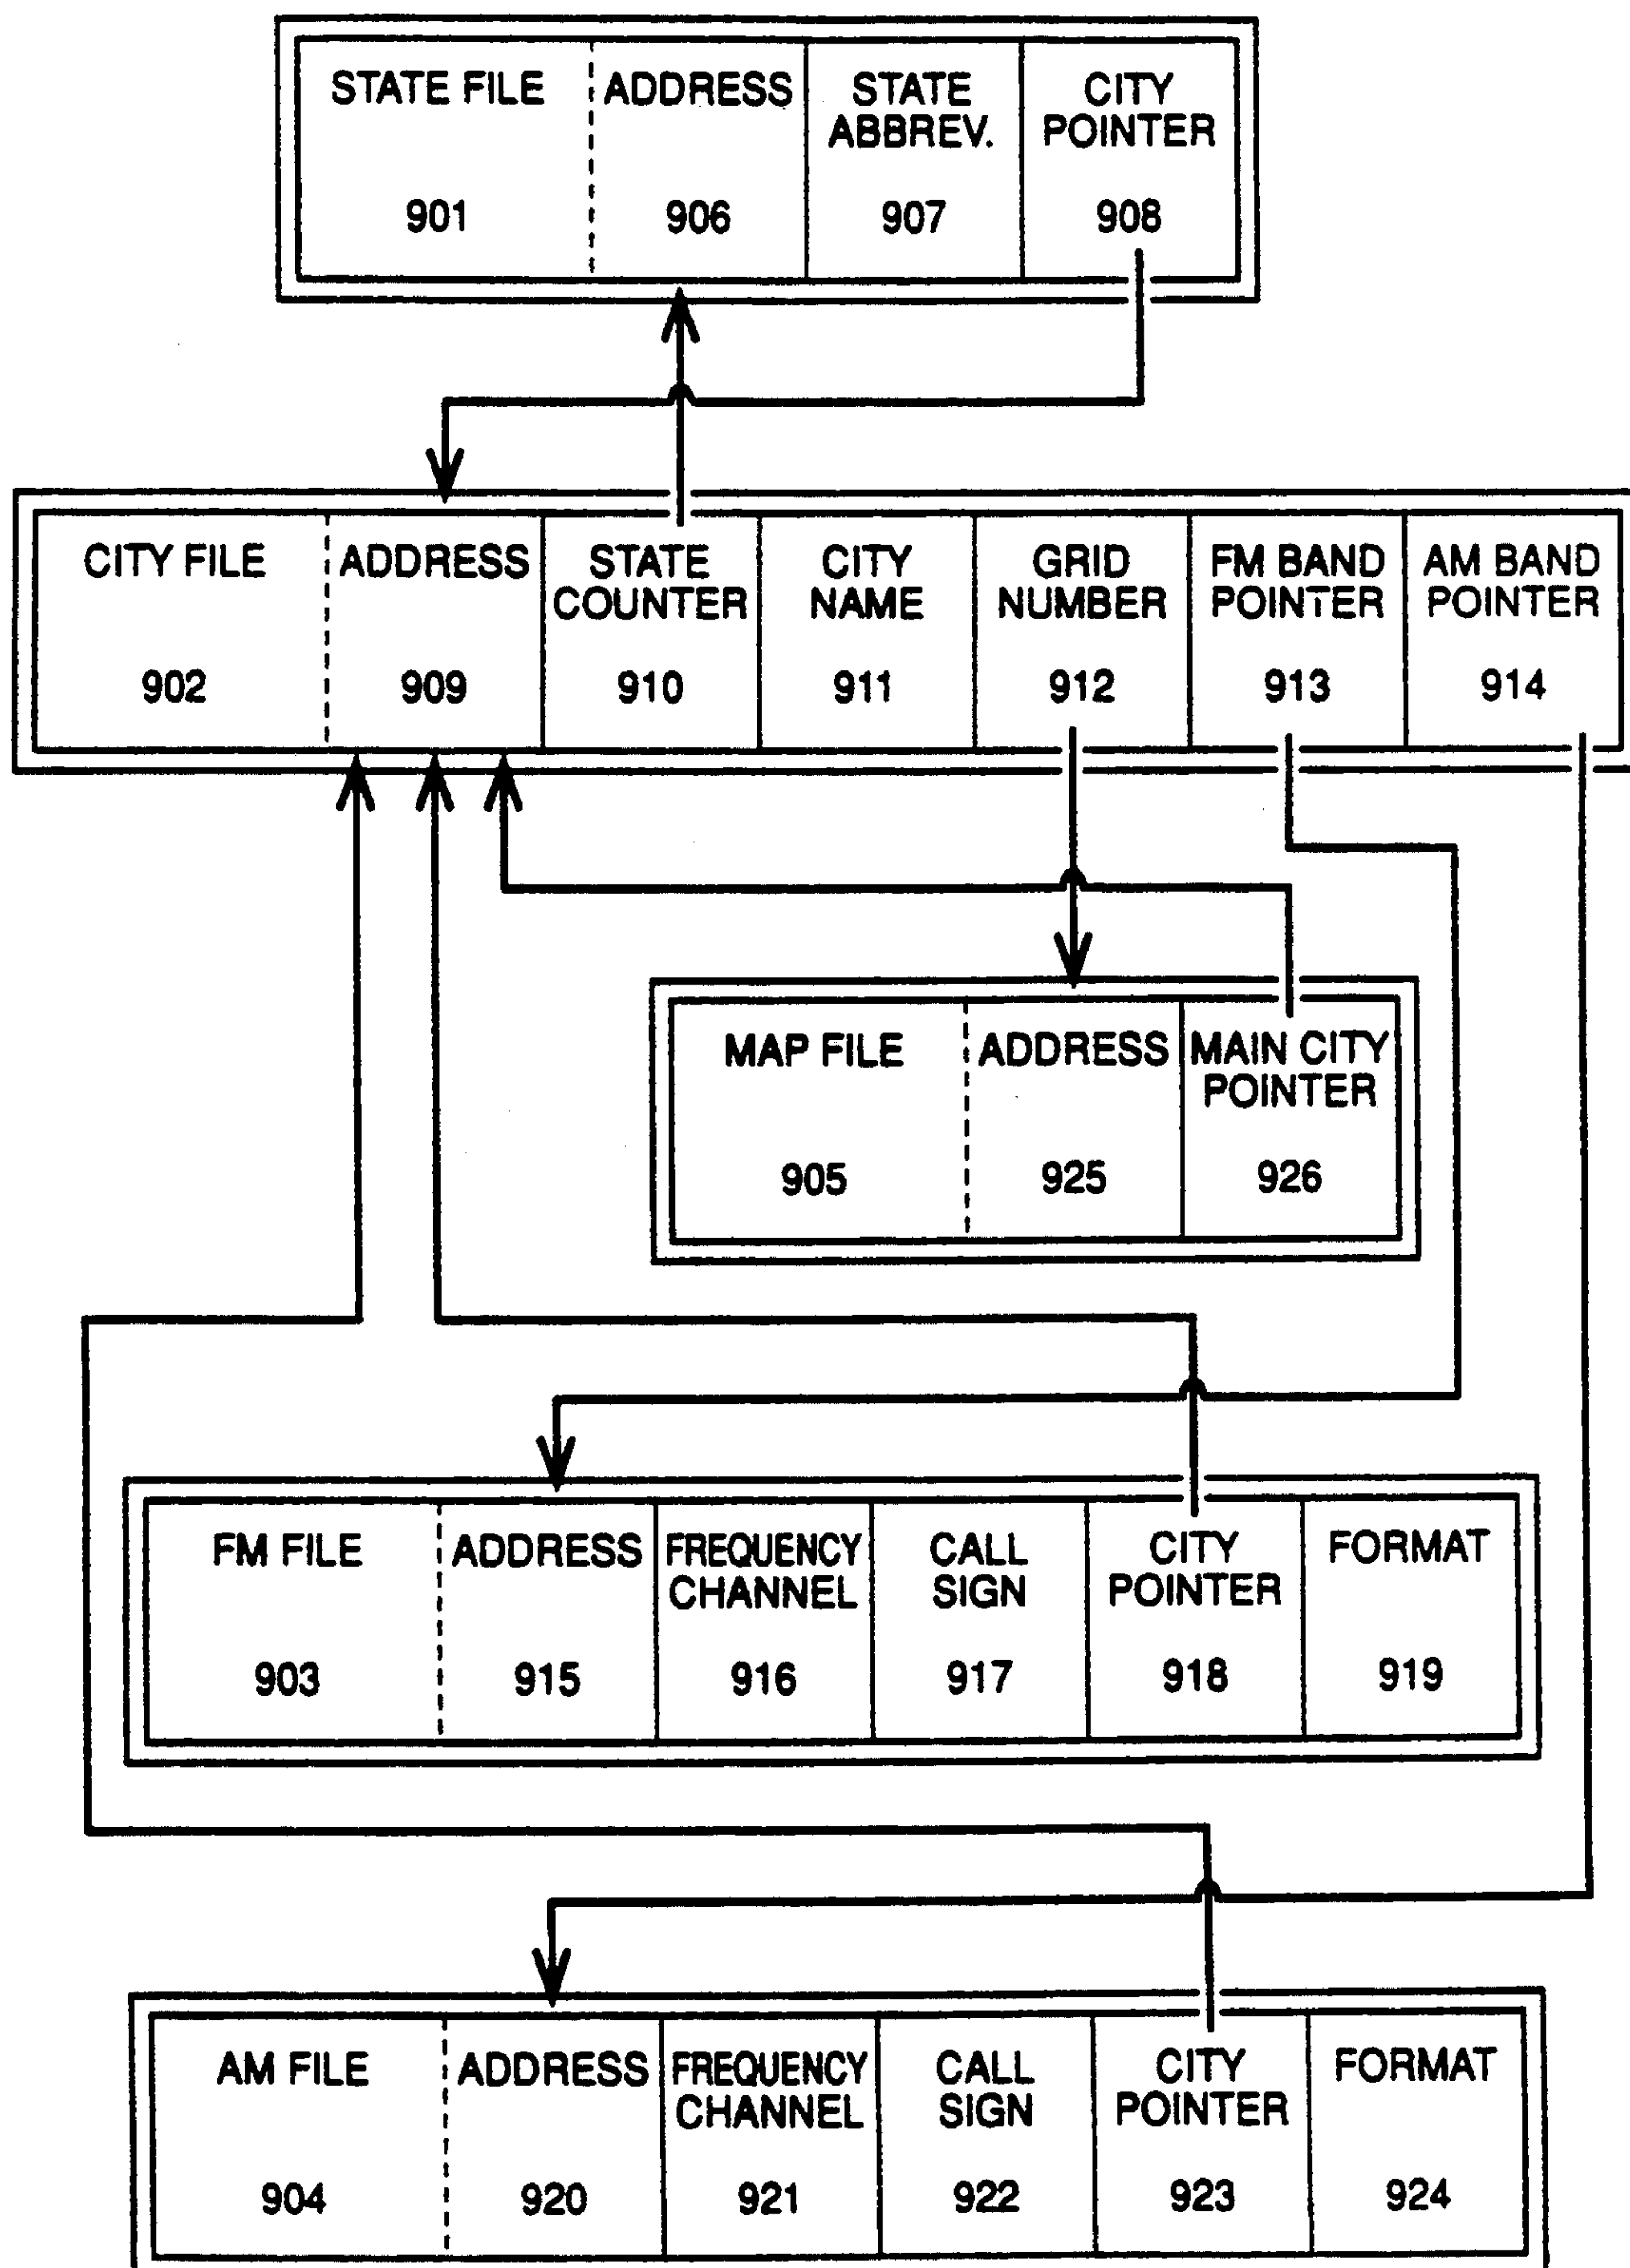 STATE FILE ADDRESS STATE CITY
ABBREV. POINTER
901 906 907 908
CITY FILE ADDRESS STATE CITY GRID FM BAND AM BAND
COUNTER NAME NUMBER POINTER POINTER
902 909 910 911 912 913 914
MAP FILE ADDRESS MAIN CITY
POINTER
905 925 926
FM FILE ADDRESS FREQUENCY CALL CITY FORMAT
CHANNEL SIGN POINTER
903 915 916 917 918 919
AM FILE ADDRESS FREQUENCY CALL CITY FORMAT
CHANNEL SIGN POINTER
904 920 921 922 923 924